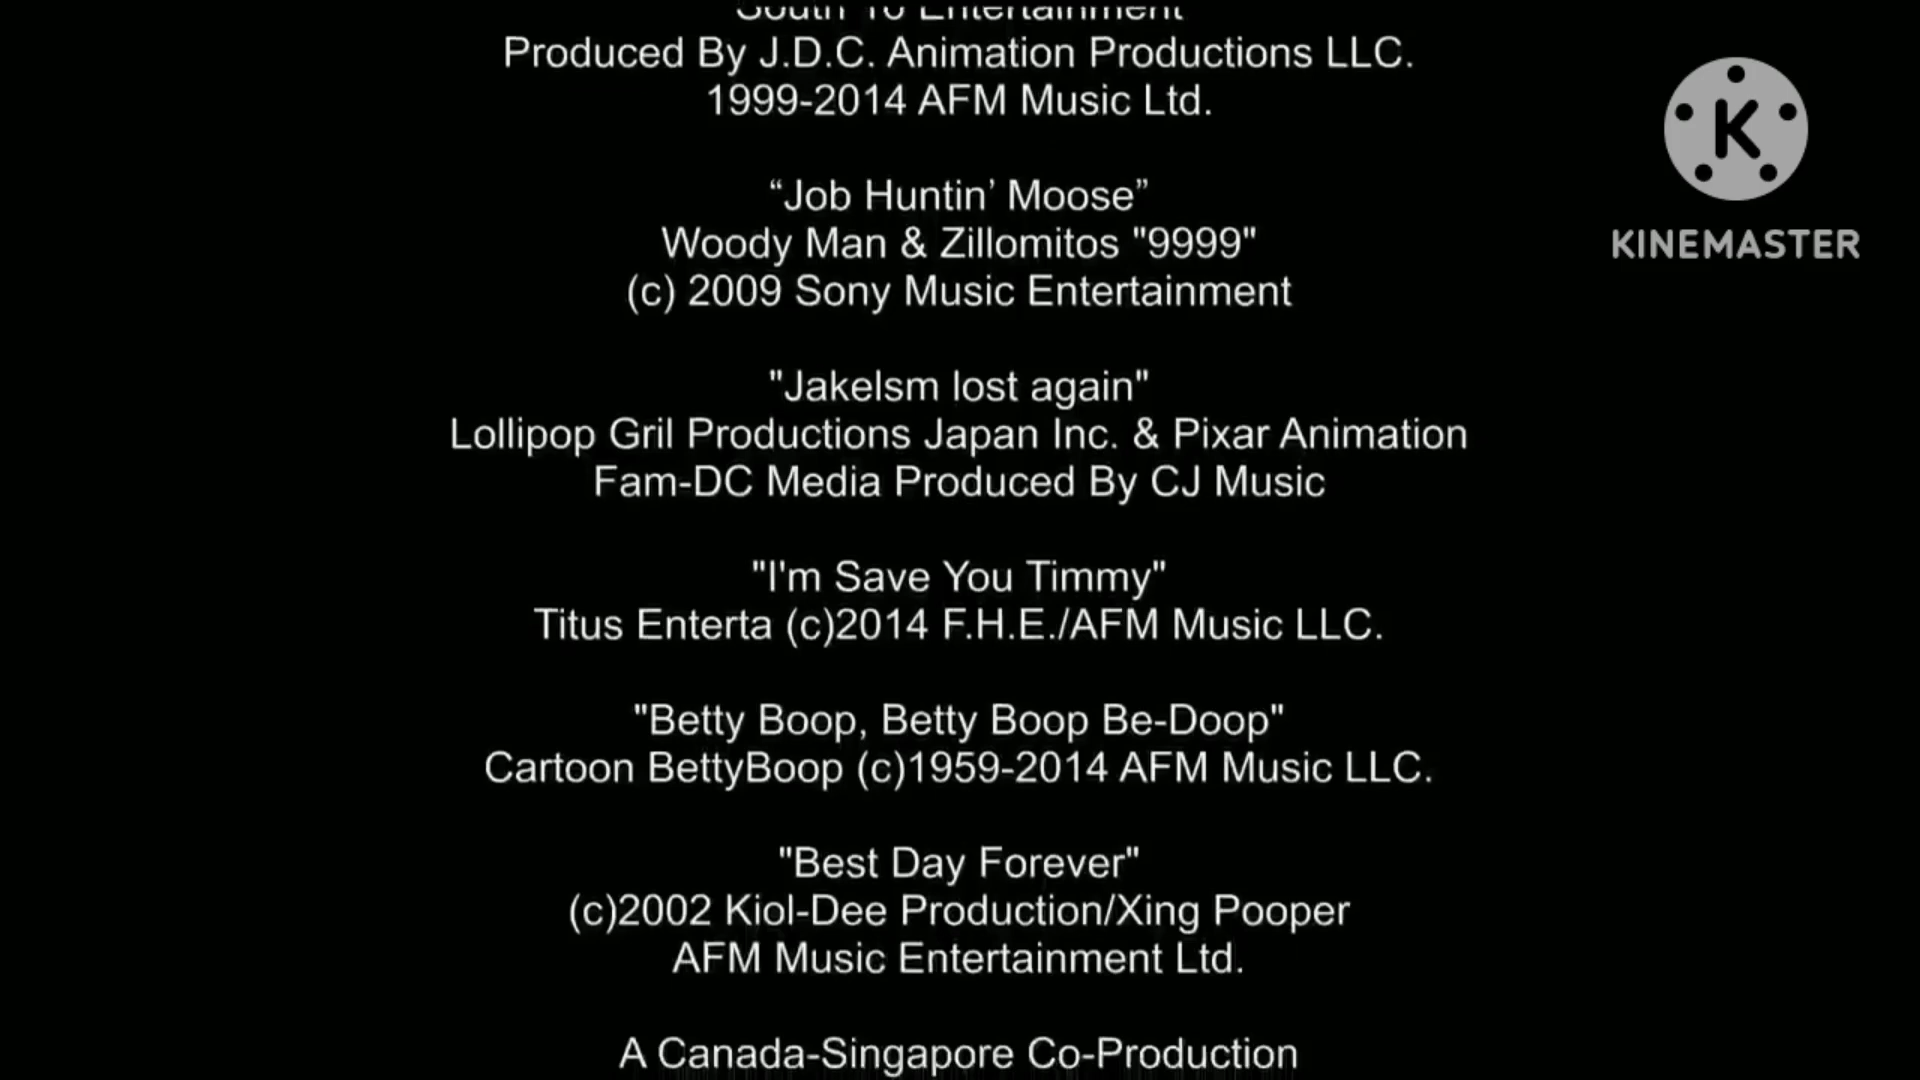 South To Entertainment
Produced By J.D.C. Animation Productions LLC.
1999-2014 AFM Music Ltd.
“Job Huntin’ Moose”
Woody Man & Zillomitos "9999"
(c) 2009 Sony Music Entertainment
"Jakelsm lost again"
Lollipop Gril Productions Japan Inc. & Pixar Animation
Fam-DC Media Produced By CJ Music
"I'm Save You Timmy"
Titus Enterta (c)2014 F.H.E./AFM Music LLC.
"Betty Boop, Betty Boop Be-Doop"
Cartoon BettyBoop (c)1959-2014 AFM Music LLC.
"Best Day Forever"
(c)2002 Kiol-Dee Production/Xing Pooper
AFM Music Entertainment Ltd.
A Canada-Singapore Co-Production
K
KINEMASTER